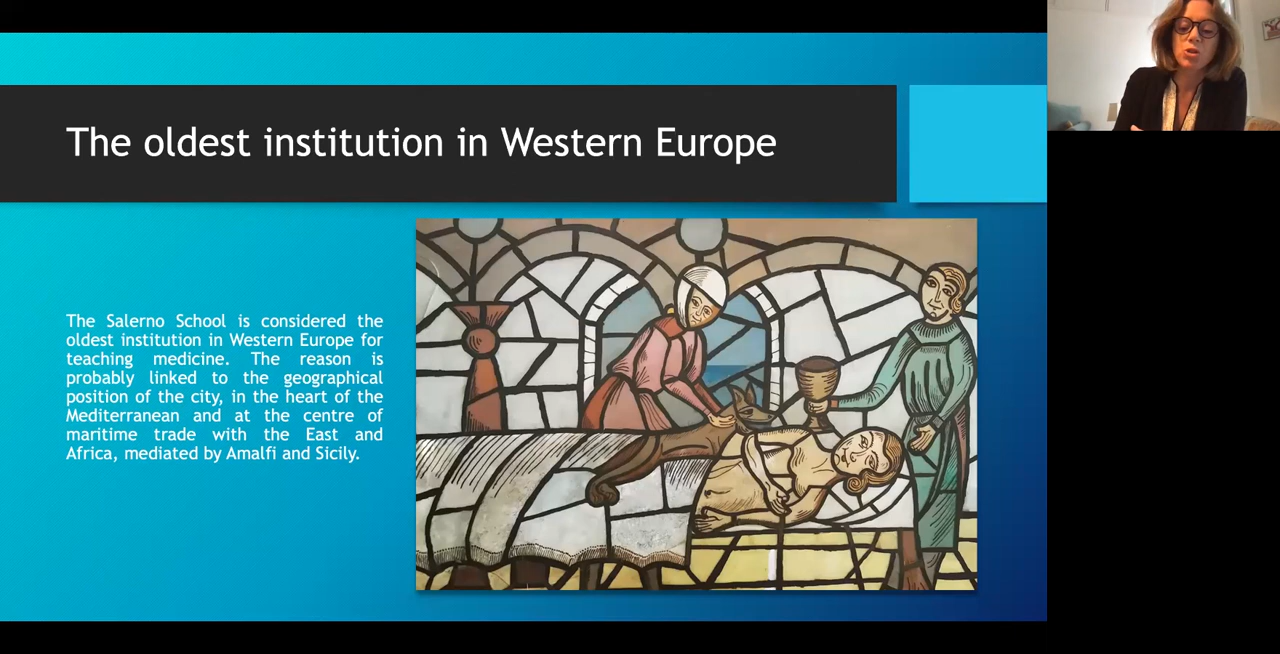 The oldest institution in Western Europe
The Salerno School is considered the
oldest institution in Western Europe for
teaching medicine. The reason is
probably linked to the geographical
position of the city, in the heart of the
Mediterranean and at the centre of
maritime trade with the East and
Africa, mediated by Amalfi and Sicily.